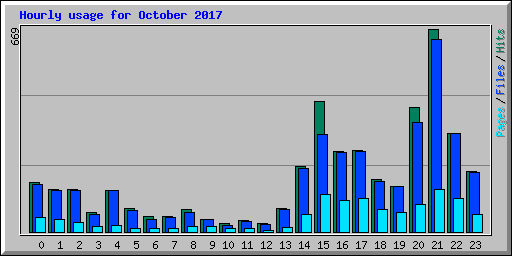 Hourly usage for October 2017
669
Pages/Files/Hits
0 1 2 3 4 5 6 7 8 9 10 11 12 13 14 15 16 17 18 19 20 21 22 23